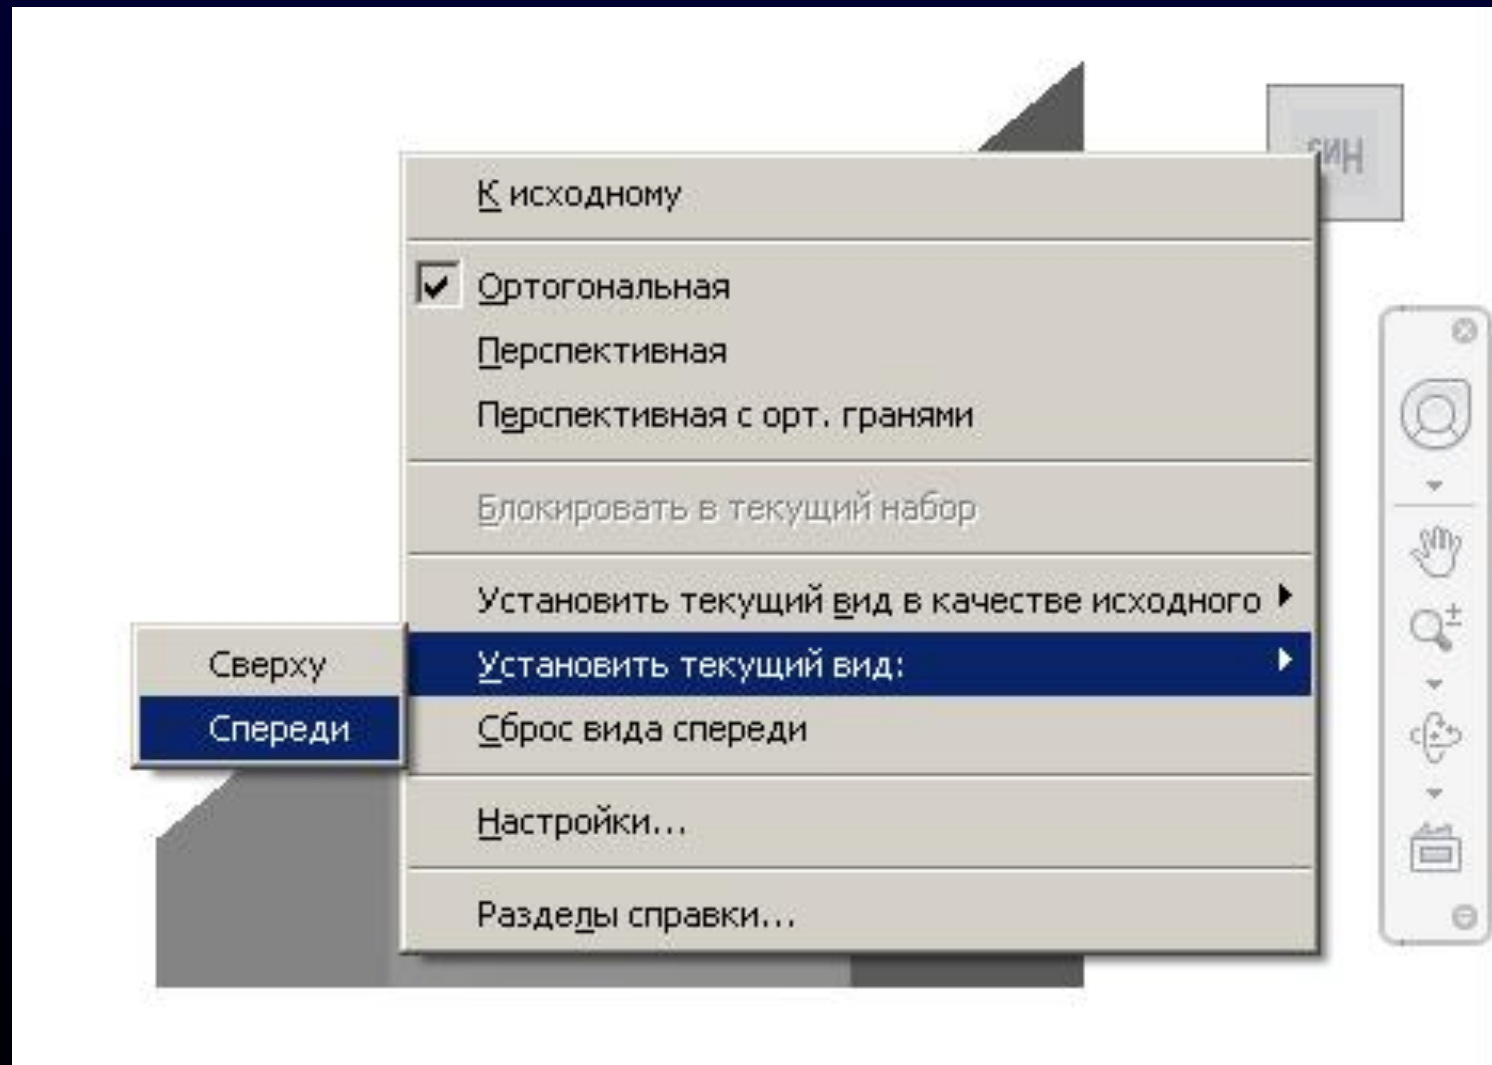 К исходному
Ортогональная
Перспективная
Перспективная с орт. гранями
Блокировать в текущий набор
Установить текущий вид в качестве исходного
Установить текущий вид:
Сверху
Спереди
Сброс вида спереди
Настройки...
Разделы справки...